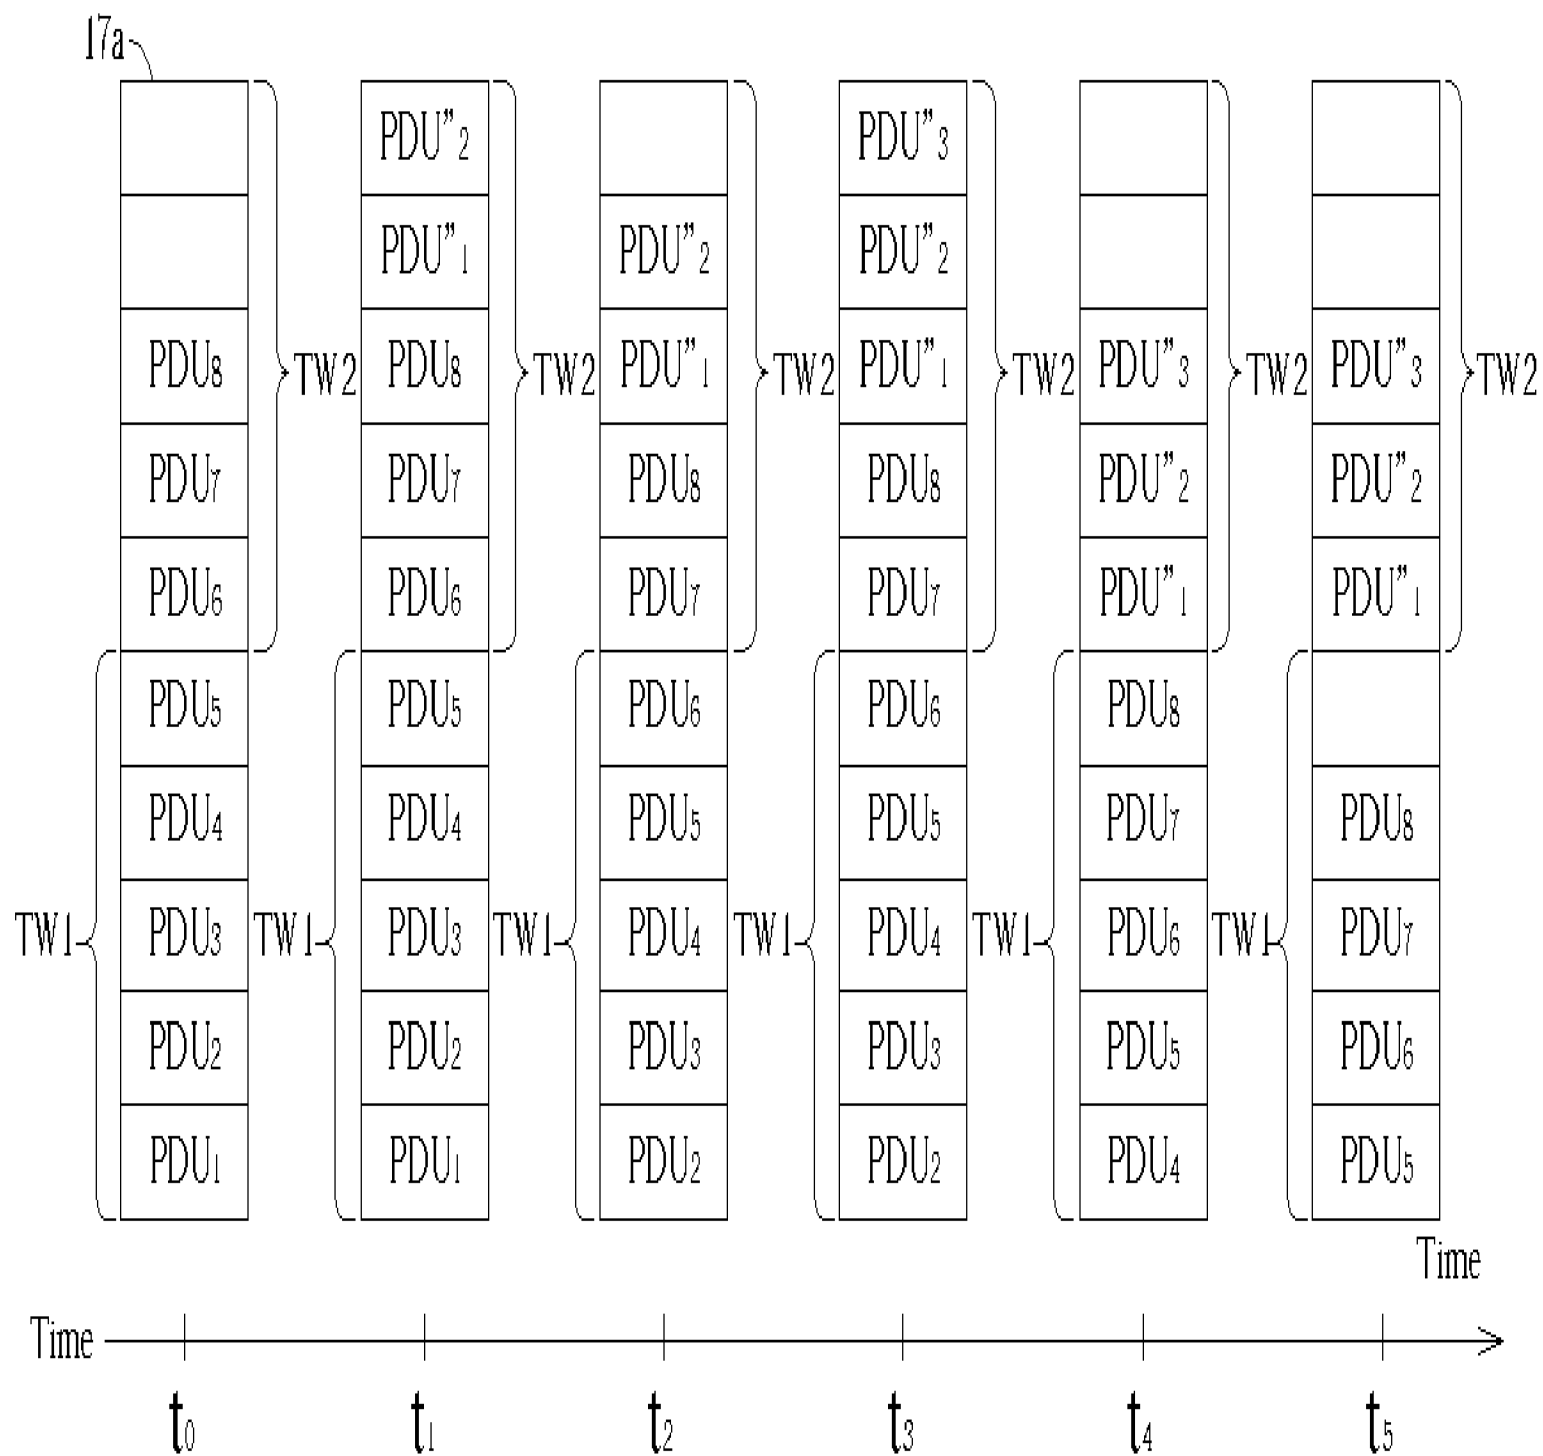 17a
PDU”2 PDU”3
PDU”1 PDU”2 PDU”2
PDU8 PDU8 PDU”1 PDU”1 PDU”3 PDU”3
TW2 TW2 TW2 TW2 TW2 TW2
PDU7 PDU7 PDU8 PDU8 PDU”2 PDU”2
PDU6 PDU6 PDU7 PDU7 PDU”1 PDU”1
PDU5 PDU5 PDU6 PDU6 PDU8
PDU4 PDU4 PDU5 PDU5 PDU7 PDU8
TW1 PDU3 TW1 PDU3 TW1 PDU4 TW1 PDU4 TW1 PDU6 TW1 PDU7
PDU2 PDU2 PDU3 PDU3 PDU5 PDU6
PDU1 PDU1 PDU2 PDU2 PDU4 PDU5
Time
Time
t0 t1 t2 t3 t4 t5